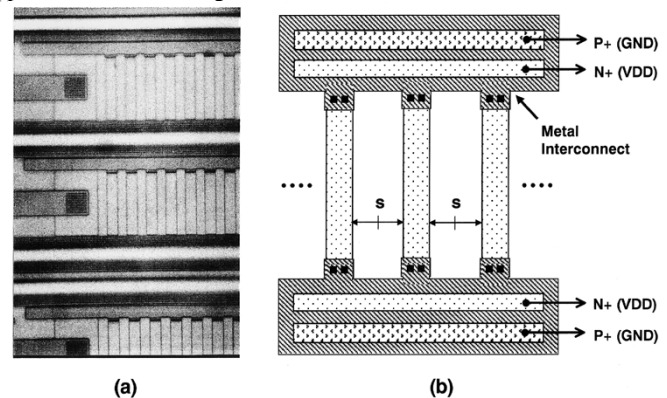 P+ (GND)
N+ (VDD)
Metal
Interconnect
....
....
S
S
N+ (VDD)
P+ (GND)
(a)
(b)